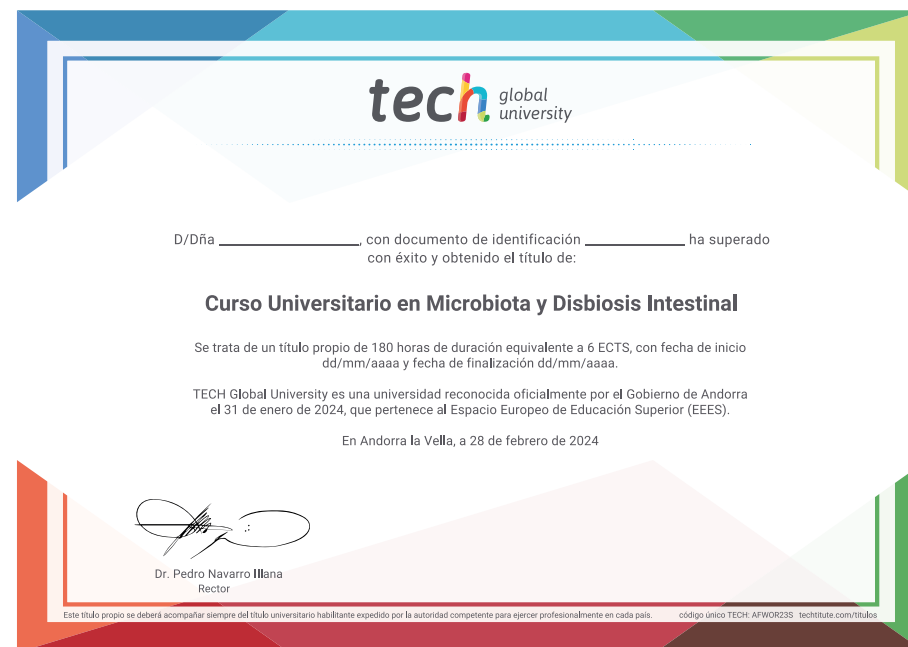 tech global
university
D/Dña ____________________, con documento de identificación ______________ ha superado
con éxito y obtenido el título de:
Curso Universitario en Microbiota y Disbiosis Intestinal
Se trata de un título propio de 180 horas de duración equivalente a 6 ECTS, con fecha de inicio
dd/mm/aaaa y fecha de finalización dd/mm/aaaa.
TECH Global University es una universidad reconocida oficialmente por el Gobierno de Andorra
el 31 de enero de 2024, que pertenece al Espacio Europeo de Educación Superior (EEES).
En Andorra la Vella, a 28 de febrero de 2024
Dr. Pedro Navarro Illana
Rector
Este título propio se deberá acompañar siempre del título universitario habilitante expedido por la autoridad competente para ejercer profesionalmente en cada país. código único TECH: AFWOR23S techtitute.com/titulos